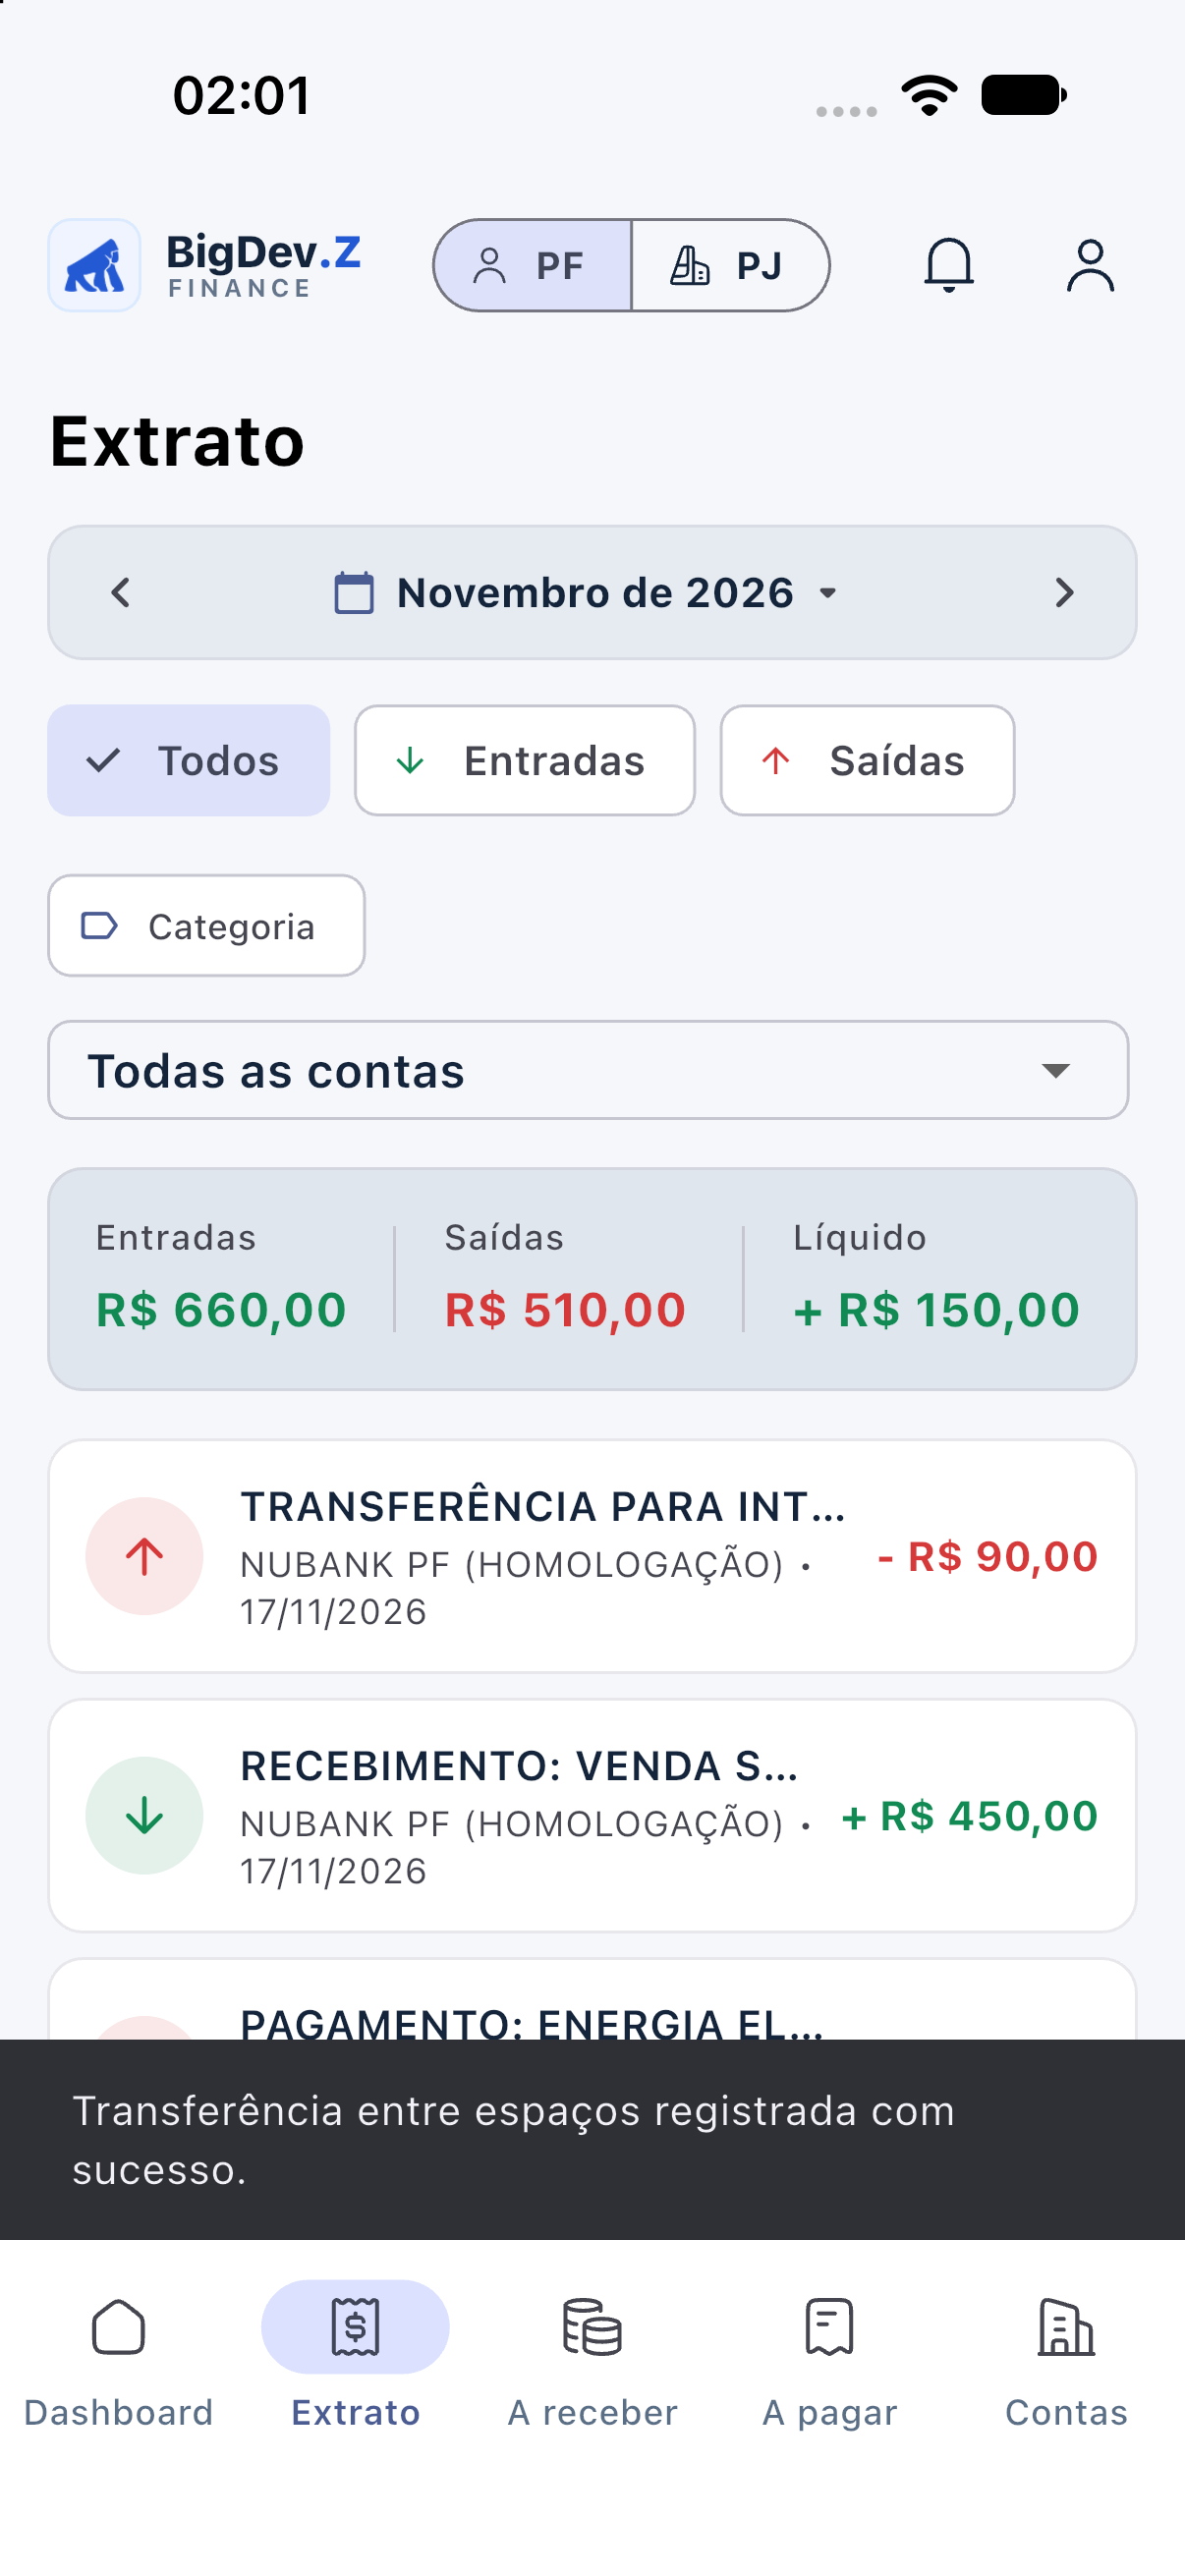 02:01
BigDev.Z
FINANCE
PF
PJ
Extrato
Novembro de 2026
Todos
Entradas
Saídas
Categoria
Todas as contas
Entradas
Saídas
Líquido
R$ 660,00
R$ 510,00
+ R$ 150,00
TRANSFERÊNCIA PARA INT...
NUBANK PF (HOMOLOGAÇÃO) •
17/11/2026
- R$ 90,00
RECEBIMENTO: VENDA S...
NUBANK PF (HOMOLOGAÇÃO) •
17/11/2026
+ R$ 450,00
PAGAMENTO: ENERGIA EL...
Transferência entre espaços registrada com
sucesso.
Dashboard
Extrato
A receber
A pagar
Contas